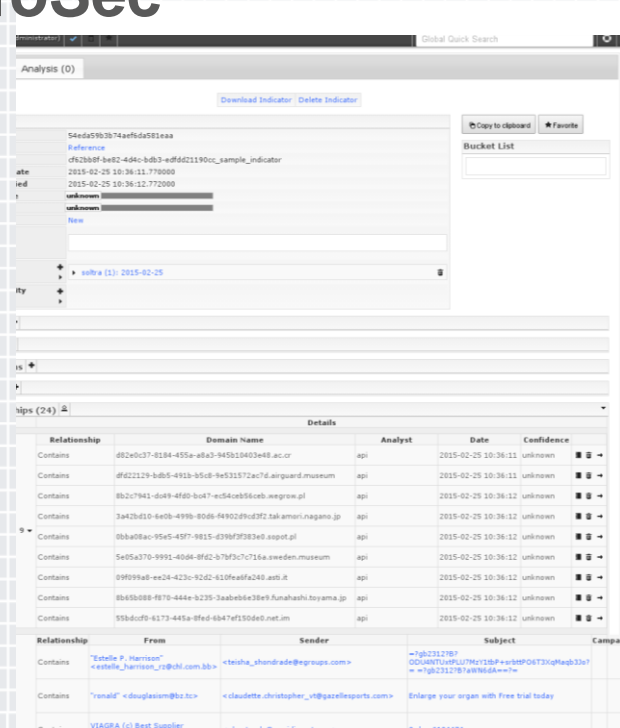 oSec
dministrator)
Global Quick Search
Analysis (0)
Download Indicator Delete Indicator
Copy to clipboard Favorite
Bucket List
54eda59b3b74aef6da581eaa
Reference
cf62bb8f-be82-4d4c-bdb3-edfdd21190cc_sample_indicator
ate 2015-02-25 10:36:11.770000
ied 2015-02-25 10:36:12.772000
e unknown
unknown
New
soltra (1): 2015-02-25
ity
ns
hips (24)
Details
Relationship Domain Name Analyst Date Confidence
Contains d82e0c37-8184-455a-a8a3-945b10403e48.ac.cr api 2015-02-25 10:36:11 unknown
Contains dfd22129-bdb5-491b-b5c8-9e531572ac7d.airguard.museum api 2015-02-25 10:36:11 unknown
Contains 8b2c7941-dc49-4fd0-bc47-ec54ceb56ceb.wegrow.pl api 2015-02-25 10:36:12 unknown
Contains 3a42bd10-6e0b-499b-80d6-f4902d9cd3f2.takamori.nagano.jp api 2015-02-25 10:36:12 unknown
9 Contains 0bba08ac-95e5-45f7-9815-d39bf3f383e0.sopot.pl api 2015-02-25 10:36:12 unknown
Contains 5e05a370-9991-40d4-8fd2-b7bf3c7c716a.sweden.museum api 2015-02-25 10:36:12 unknown
Contains 09f099a8-ee24-423c-92d2-610fea6fa240.asti.it api 2015-02-25 10:36:12 unknown
Contains 8b65b088-f870-444e-b235-3aabeb6e38e9.funahashi.toyama.jp api 2015-02-25 10:36:12 unknown
Contains 55bdccf0-6173-445a-8fed-6b47ef150de0.net.im api 2015-02-25 10:36:12 unknown
Relationship From Sender Subject Campa
Contains "Estelle P. Harrison" <estelle_harrison_rz@chl.com.bb> <teisha_shondrade@egroups.com> =?gb2312?B?
Contains "ronald" <douglasism@bz.tc> <claudette.christopher_vt@gazellesports.com> Enlarge your organ with Free trial today
VIAGRA (c) Best Supplier